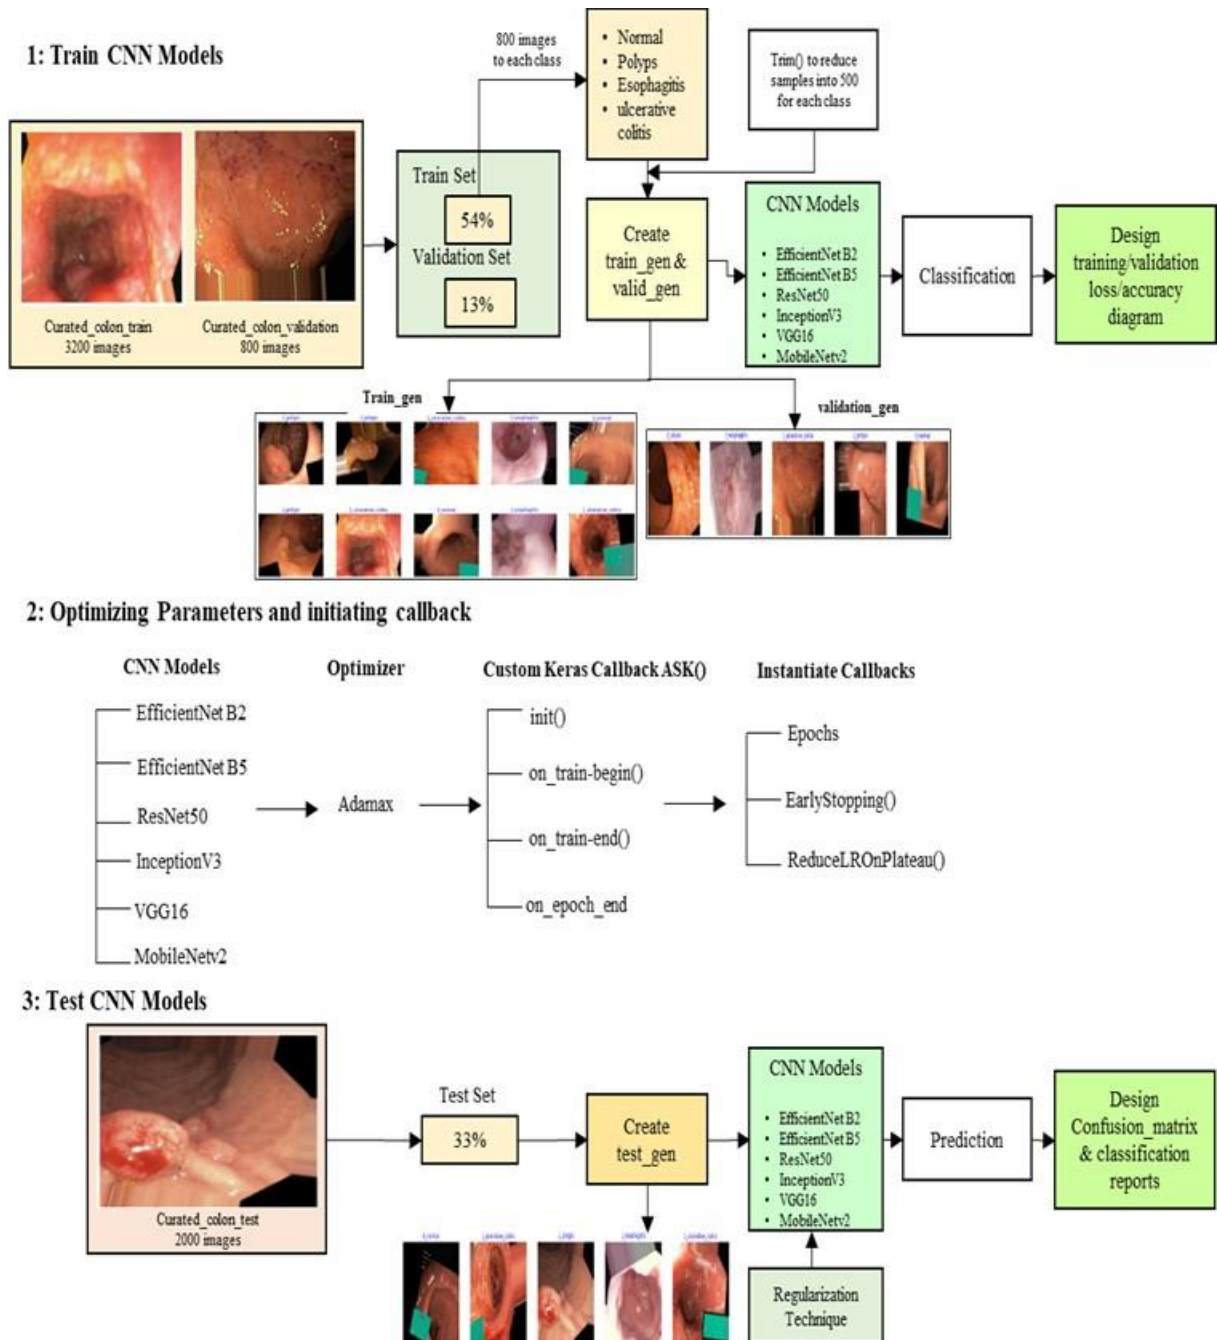 1: Train CNN Models
800 images
to each class
• Normal
• Polyps
• Esophagitis
• ulcerative
colitis
Trim() to reduce
samples into 500
for each class
Curated_colon_train
3200 images
Curated_colon_validation
800 images
Train Set
54%
Validation Set
13%
Create
train_gen &
valid_gen
CNN Models
• EfficientNet B2
• EfficientNet B5
• ResNet50
• InceptionV3
• VGG16
• MobileNetv2
Classification
Design
training/validation
loss/accuracy
diagram
Train_gen
validation_gen
2: Optimizing Parameters and initiating callback
CNN Models
EfficientNet B2
EfficientNet B5
ResNet50
InceptionV3
VGG16
MobileNetv2
Optimizer
Adamax
Custom Keras Callback ASK()
init()
on_train-begin()
on_train-end()
on_epoch_end
Instantiate Callbacks
Epochs
EarlyStopping()
ReduceLROnPlateau()
3: Test CNN Models
Curated_colon_test
2000 images
Test Set
33%
Create
test_gen
CNN Models
• EfficientNet B2
• EfficientNet B5
• ResNet50
• InceptionV3
• VGG16
• MobileNetv2
Prediction
Design
Confusion_matrix
& classification
reports
Regularization
Technique